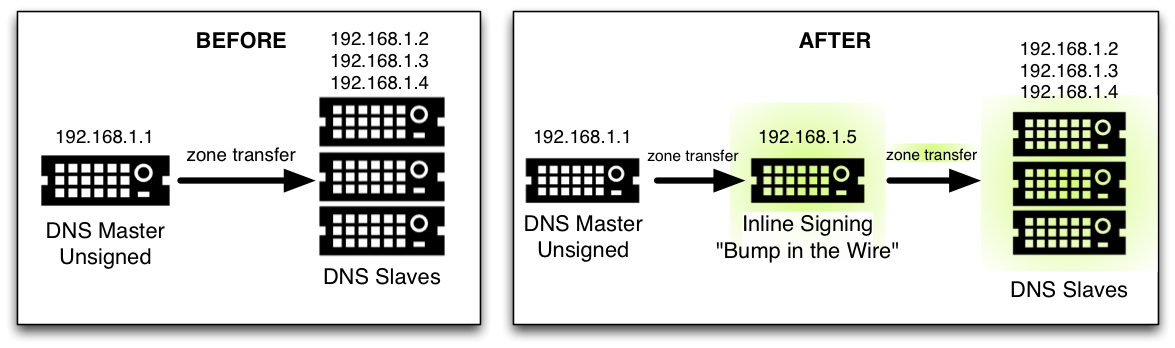 BEFORE
192.168.1.2
192.168.1.3
192.168.1.4
192.168.1.1
zone transfer
DNS Master
Unsigned
DNS Slaves
AFTER
192.168.1.2
192.168.1.3
192.168.1.4
192.168.1.1
zone transfer
192.168.1.5
zone transfer
DNS Master
Unsigned
Inline Signing
"Bump in the Wire"
DNS Slaves